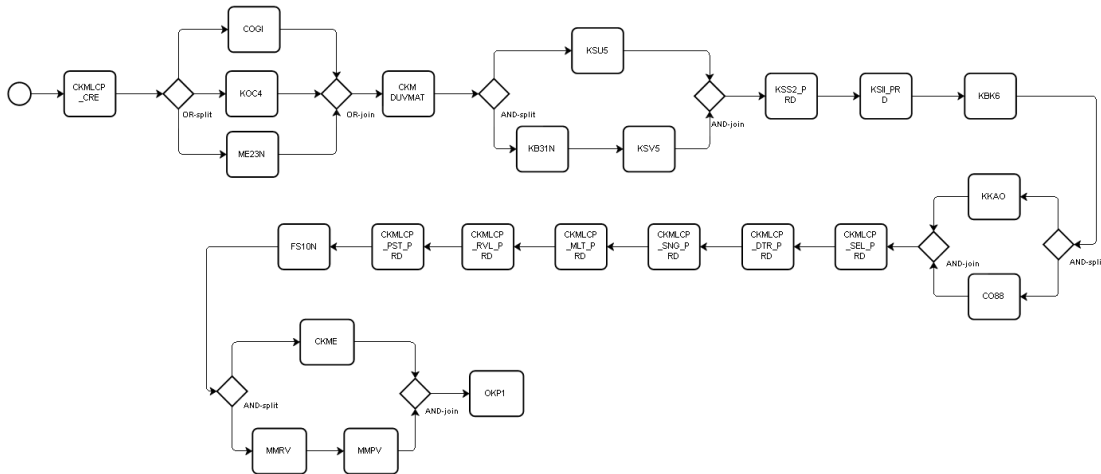 COGI
KSU5
CKMLCP
_CRE
KOC4
CKM
DUVMAT
KSS2_P
RD
KSII_PR
D
KBK6
OR-split
OR-join
AND-split
AND-join
ME23N
KB31N
KSV5
KKAO
FS10N
CKMLCP
_PST_P
RD
CKMLCP
_RVL_P
RD
CKMLCP
_MLT_P
RD
CKMLCP
_SNG_P
RD
CKMLCP
_DTR_P
RD
CKMLCP
_SEL_P
RD
AND-join
AND-spli
CO88
CKME
AND-split
AND-join
OKP1
MMRV
MMPV